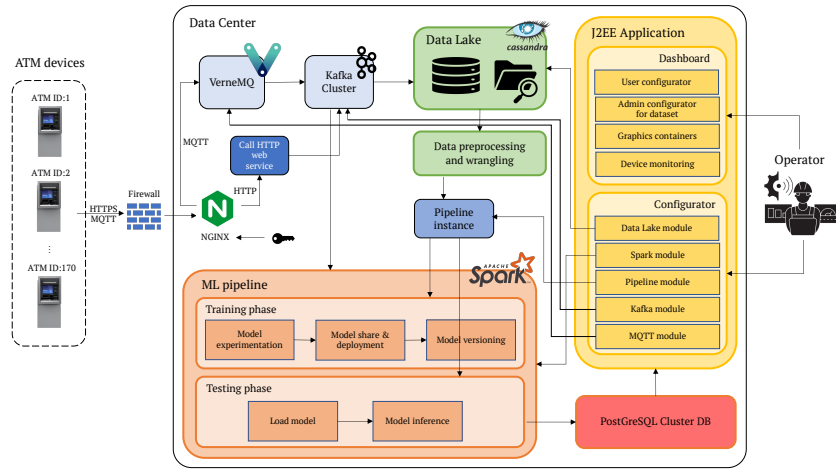 Data Center
ATM devices
ATM ID:1
ATM ID:2
⋮
ATM ID:170
HTTPS
MQTT
Firewall
VerneMQ
Kafka
Cluster
MQTT
Call HTTP
web
service
HTTP
NGINX
Data Lake
cassandra
Data preprocessing
and wrangling
Pipeline
instance
APACHE
Spark
ML pipeline
Training phase
Model
experimentation
Model share &
deployment
Model versioning
Testing phase
Load model
Model inference
J2EE Application
Dashboard
User configurator
Admin configurator
for dataset
Graphics containers
Device monitoring
Configurator
Data Lake module
Spark module
Pipeline module
Kafka module
MQTT module
Operator
PostGreSQL Cluster DB